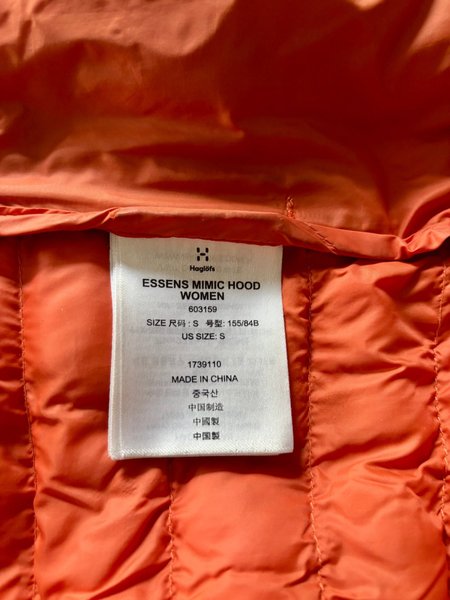 Haglöfs
ESSENS MIMIC HOOD
WOMEN
603159
SIZE 尺码 : S 号型: 155/84B
US SIZE: S
1739110
MADE IN CHINA
중국산
中国制造
中國製
中国製